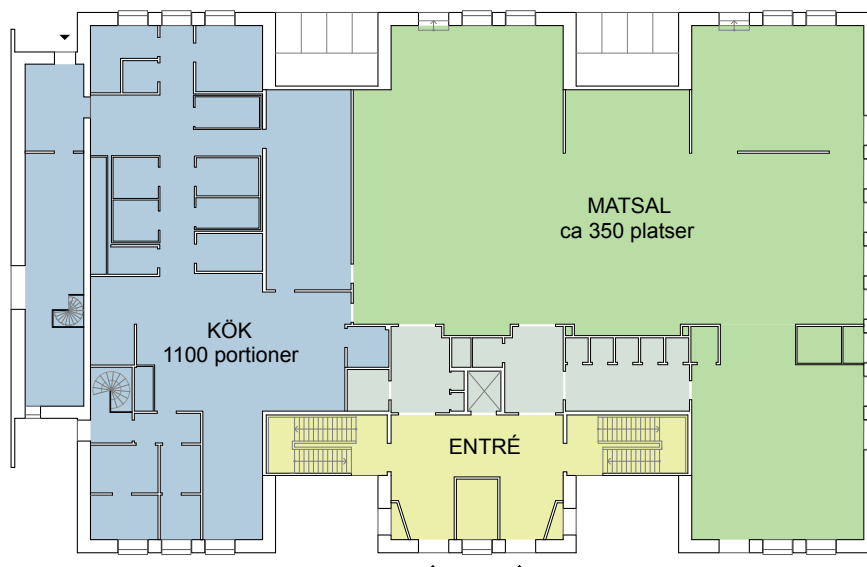 MATSAL
ca 350 platser
KÖK
1100 portioner
ENTRÉ